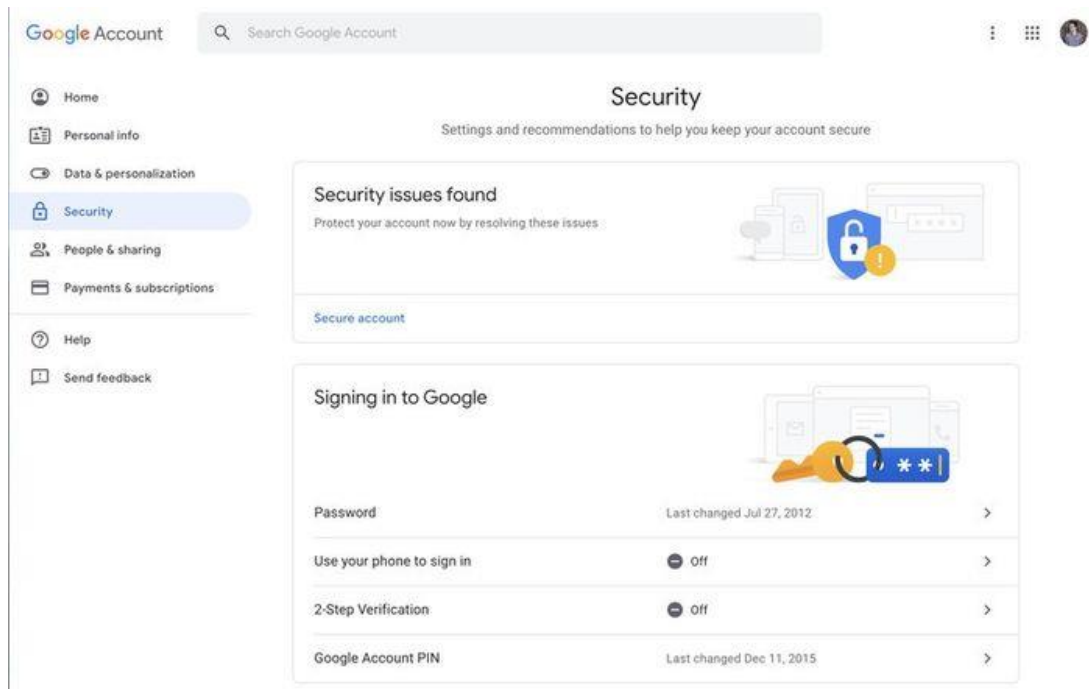 Google Account
Search Google Account
Home
Personal info
Data & personalization
Security
People & sharing
Payments & subscriptions
Help
Send feedback
Security
Settings and recommendations to help you keep your account secure
Security issues found
Protect your account now by resolving these issues
Secure account
Signing in to Google
Password Last changed Jul 27, 2012
Use your phone to sign in Off
2-Step Verification Off
Google Account PIN Last changed Dec 11, 2015